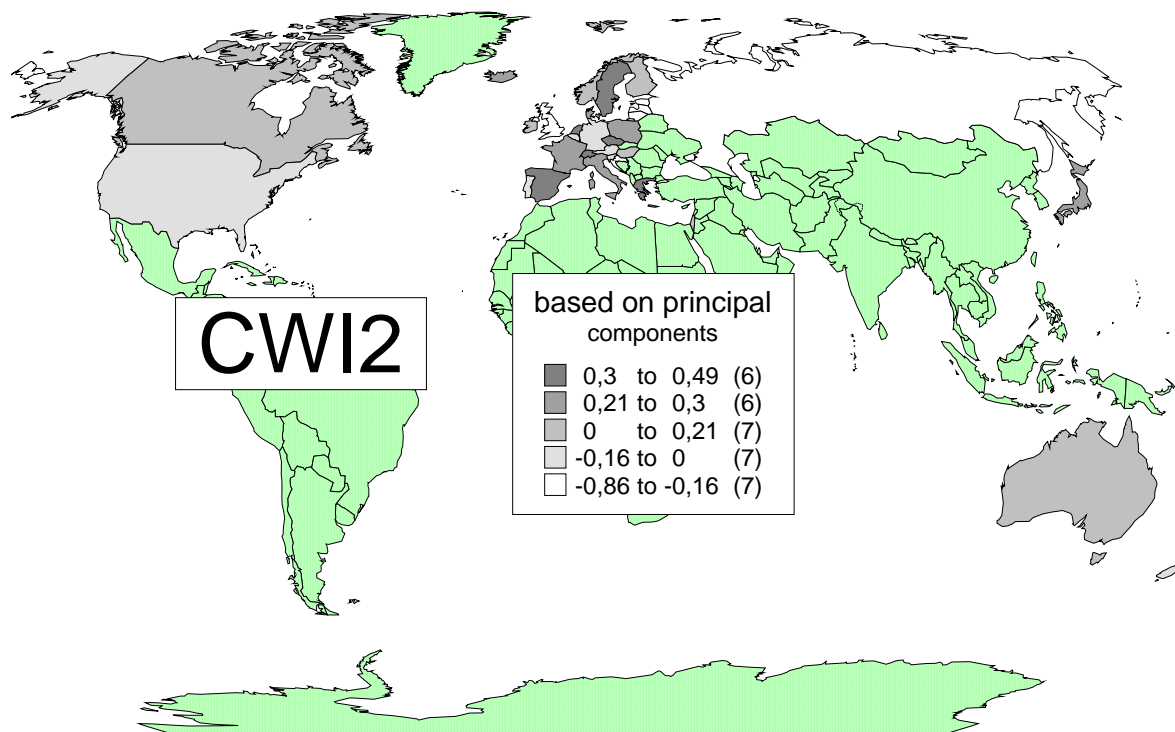 CWI2
based on principal
components
0,3 to 0,49 (6)
0,21 to 0,3 (6)
0 to 0,21 (7)
-0,16 to 0 (7)
-0,86 to -0,16 (7)